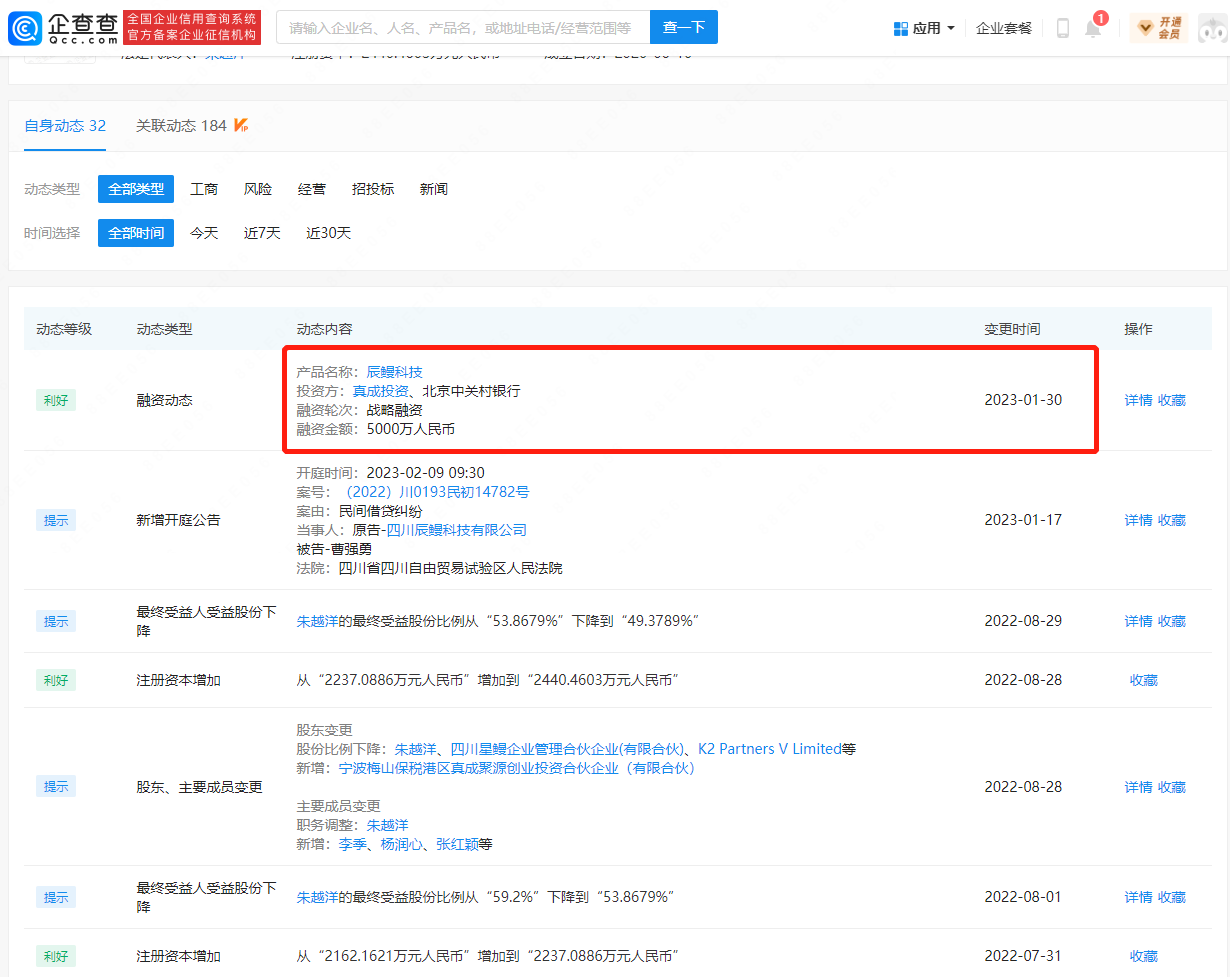 企查查
Qcc.com
全国企业信用查询系统
官方备案企业征信机构
请输入企业名、人名、产品名，或地址电话/经营范围等
查一下
应用
企业套餐
1
开通
会员
自身动态 32
关联动态 184
动态类型
全部类型
工商
风险
经营
招投标
新闻
时间选择
全部时间
今天
近7天
近30天
动态等级
动态类型
动态内容
变更时间
操作
利好
融资动态
产品名称：辰鳗科技
投资方：真成投资、北京中关村银行
融资轮次：战略融资
融资金额：5000万人民币
2023-01-30
详情 收藏
提示
新增开庭公告
开庭时间：2023-02-09 09:30
案号：（2022）川0193民初14782号
案由：民间借贷纠纷
当事人：原告-四川辰鳗科技有限公司
被告-曹强勇
法院：四川省四川自由贸易试验区人民法院
2023-01-17
详情 收藏
提示
最终受益人受益股份下
降
朱越洋的最终受益股份比例从“53.8679%”下降到“49.3789%”
2022-08-29
详情 收藏
利好
注册资本增加
从“2237.0886万元人民币”增加到“2440.4603万元人民币”
2022-08-28
收藏
提示
股东、主要成员变更
股东变更
股份比例下降：朱越洋、四川星鳗企业管理合伙企业(有限合伙)、K2 Partners V Limited等
新增：宁波梅山保税港区真成聚源创业投资合伙企业（有限合伙）
主要成员变更
职务调整：朱越洋
新增：李季、杨润心、张红颖等
2022-08-28
详情 收藏
提示
最终受益人受益股份下
降
朱越洋的最终受益股份比例从“59.2%”下降到“53.8679%”
2022-08-01
详情 收藏
利好
注册资本增加
从“2162.1621万元人民币”增加到“2237.0886万元人民币”
2022-07-31
收藏